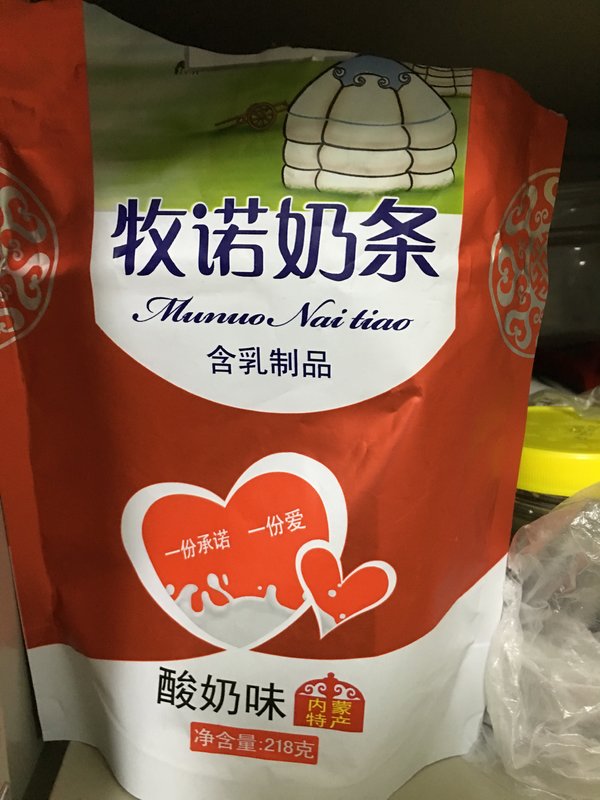 牧诺奶条
Munuo Nai tiao
含乳制品
一份承诺 一份爱
酸奶味
内蒙
特产
净含量:218克